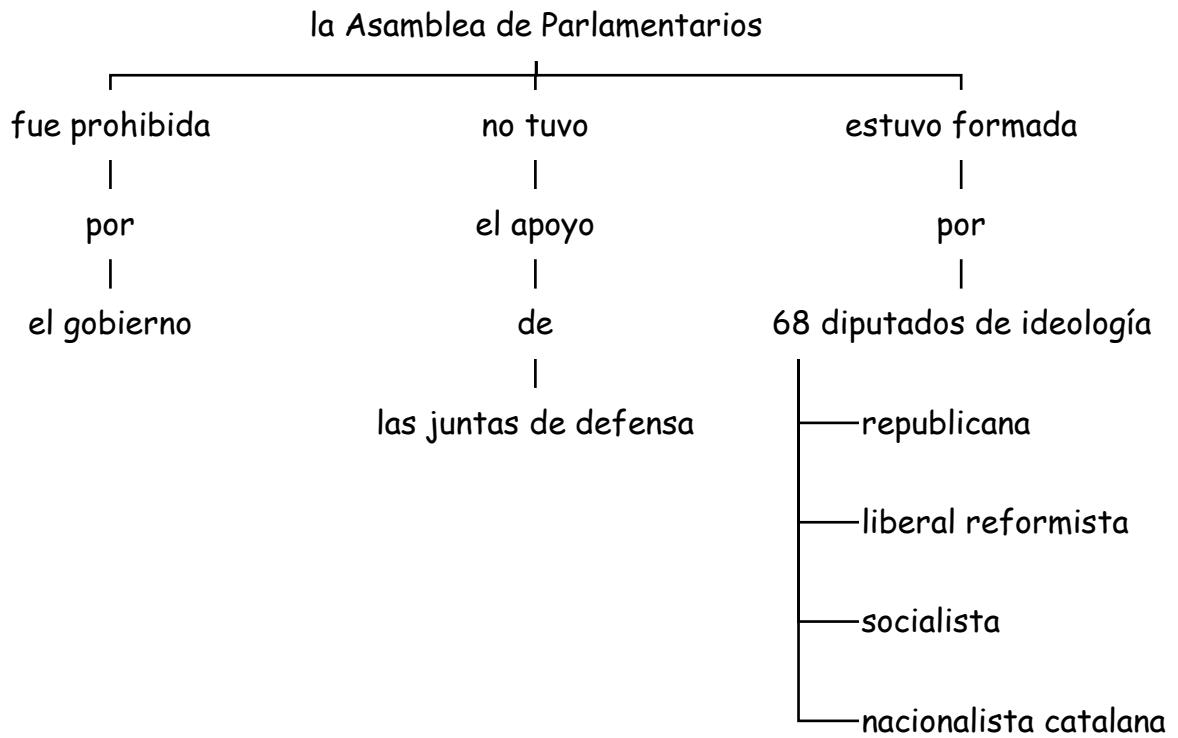 la Asamblea de Parlamentarios
fue prohibida
no tuvo
estuvo formada
por
el apoyo
por
el gobierno
de
68 diputados de ideología
las juntas de defensa
republicana
liberal reformista
socialista
nacionalista catalana